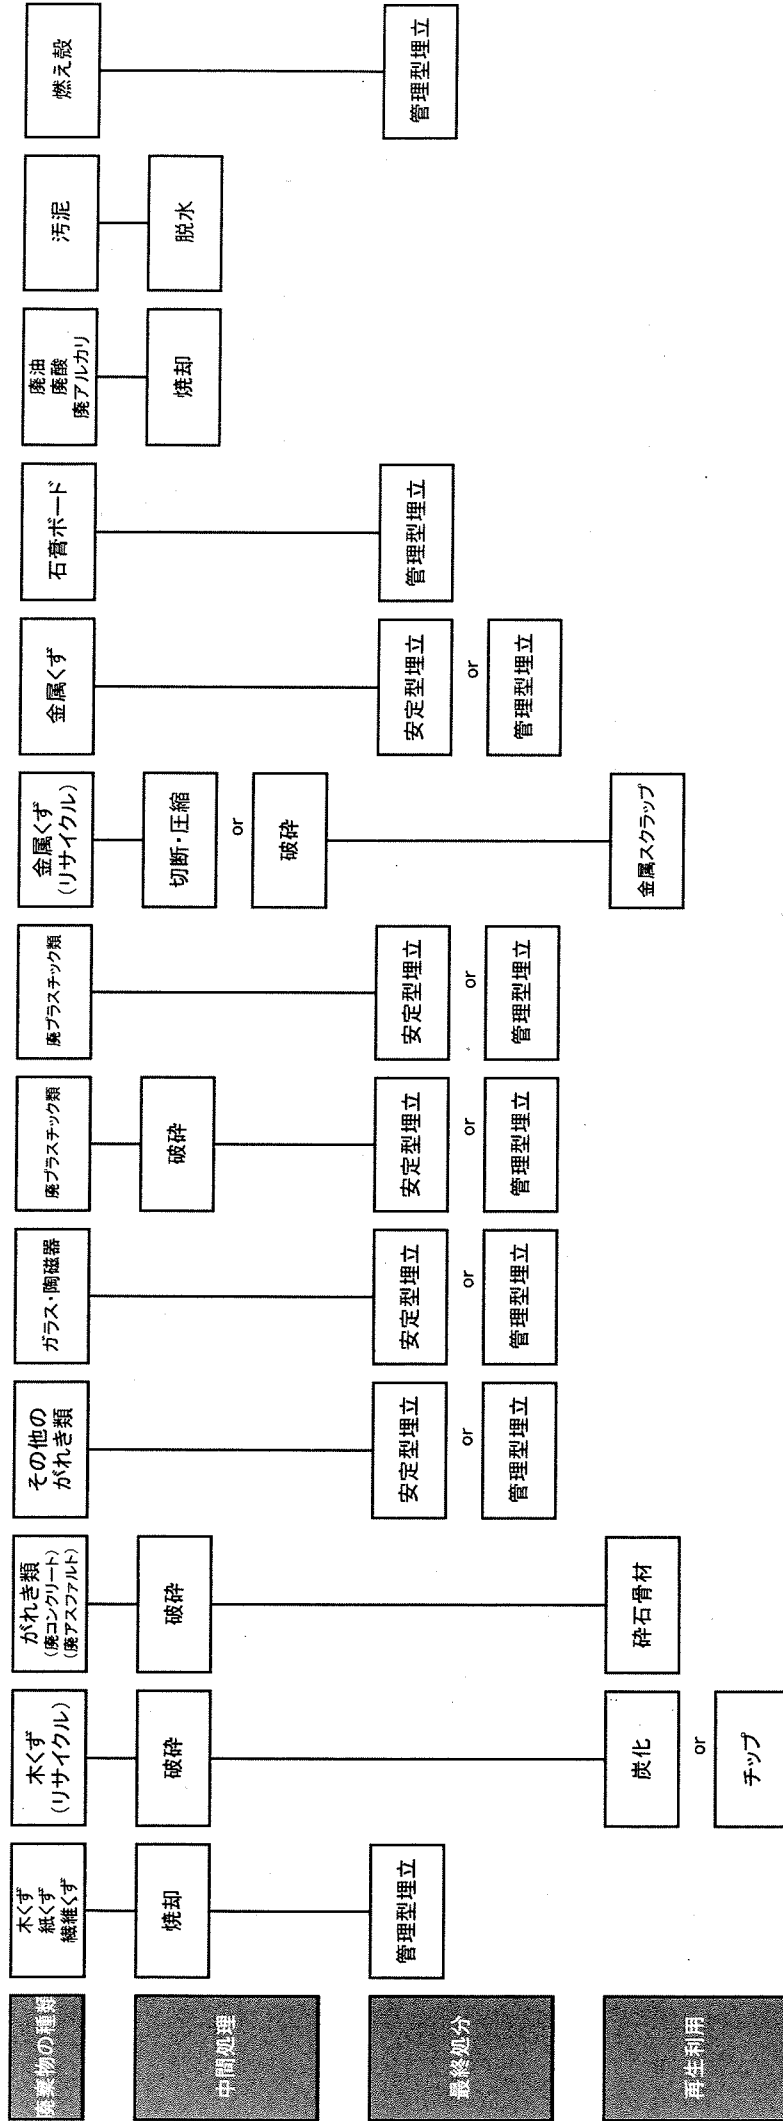 廃棄物の種類
木くず
紙くず
繊維くず
木くず
(リサイクル)
がれき類
(廃コンクリート)
(廃アスファルト)
その他の
がれき類
ガラス・陶磁器
廃プラスチック類
廃プラスチック類
金属くず
(リサイクル)
金属くず
石膏ボード
廃油
廃酸
廃アルカリ
汚泥
燃え殻
中間処理
焼却
破砕
破砕
破砕
切断・圧縮
or
破砕
焼却
脱水
最終処分
管理型埋立
安定型埋立
or
管理型埋立
安定型埋立
or
管理型埋立
安定型埋立
or
管理型埋立
安定型埋立
or
管理型埋立
安定型埋立
or
管理型埋立
管理型埋立
管理型埋立
再生利用
炭化
or
チップ
砕石骨材
金属スクラップ